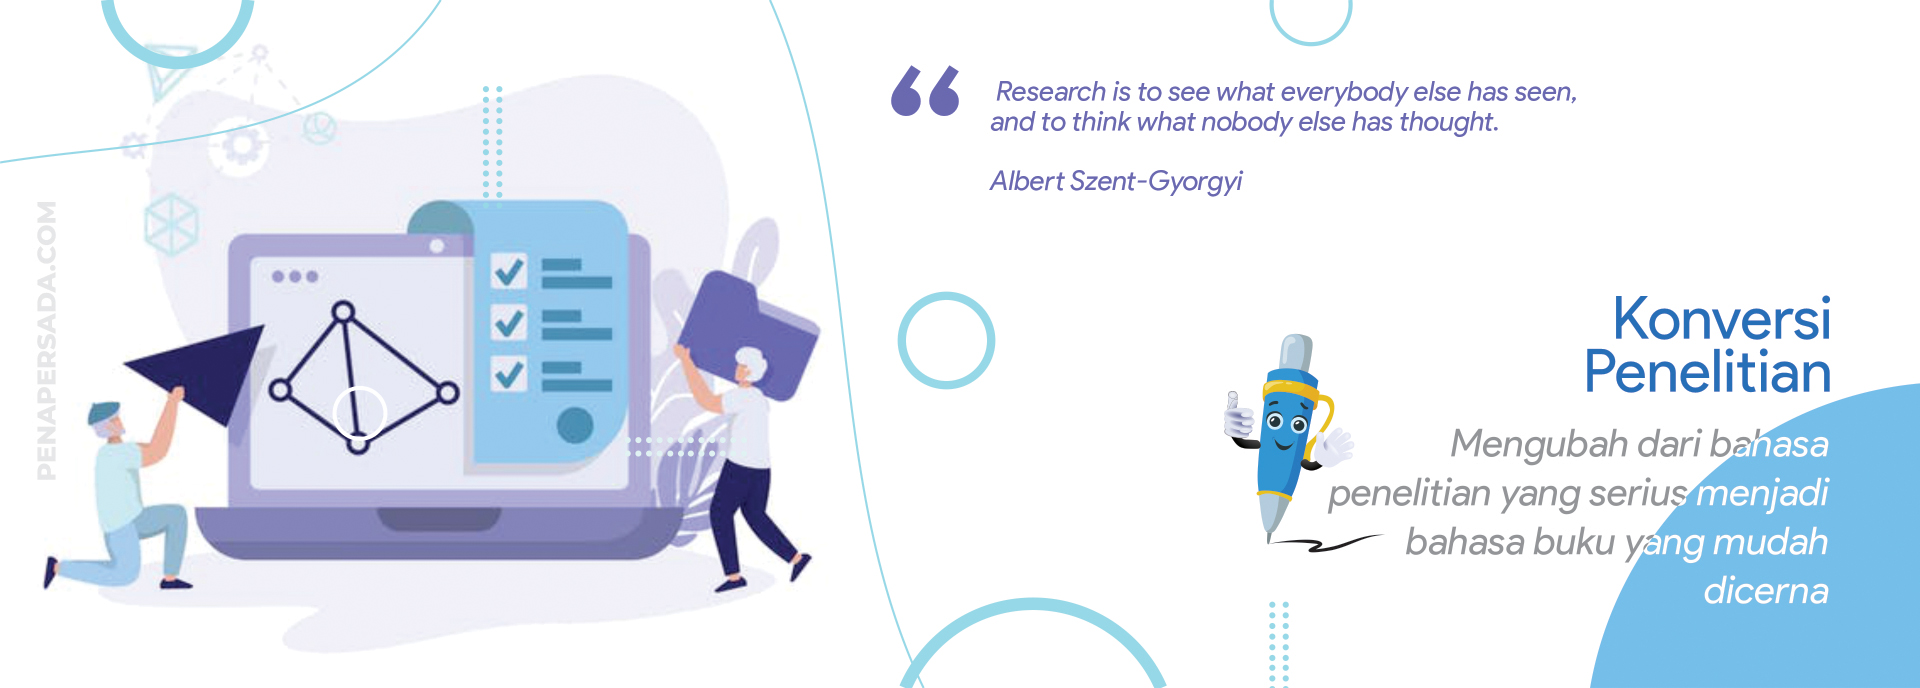 PENAPERSADA.COM
“
Research is to see what everybody else has seen,
and to think what nobody else has thought.
Albert Szent-Gyorgyi
Konversi
Penelitian
Mengubah dari bahasa
penelitian yang serius menjadi
bahasa buku yang mudah
dicerna